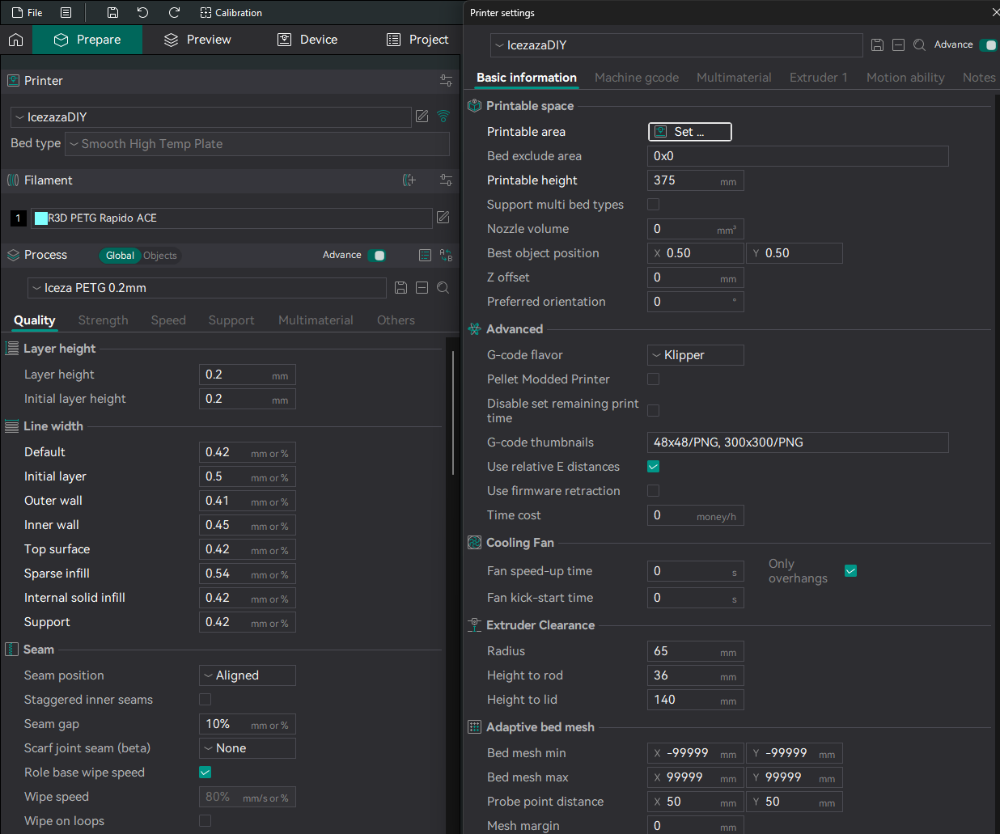 File
Calibration
Prepare
Preview
Device
Project
Printer
IcezazaDIY
Bed type
Smooth High Temp Plate
Filament
1
R3D PETG Rapido ACE
Process
Global
Objects
Advance
Iceza PETG 0.2mm
Quality
Strength
Speed
Support
Multimaterial
Others
Layer height
Layer height 0.2 mm
Initial layer height 0.2 mm
Line width
Default 0.42 mm or %
Initial layer 0.5 mm or %
Outer wall 0.41 mm or %
Inner wall 0.45 mm or %
Top surface 0.42 mm or %
Sparse infill 0.54 mm or %
Internal solid infill 0.42 mm or %
Support 0.42 mm or %
Seam
Seam position Aligned
Staggered inner seams
Seam gap 10% mm or %
Scarf joint seam (beta) None
Role base wipe speed
Wipe speed 80% mm/s or %
Wipe on loops
Printer settings
IcezazaDIY
Advance
Basic information
Machine gcode
Multimaterial
Extruder 1
Motion ability
Notes
Printable space
Printable area Set ...
Bed exclude area 0x0
Printable height 375 mm
Support multi bed types
Nozzle volume 0 mm³
Best object position X 0.50 Y 0.50
Z offset 0 mm
Preferred orientation 0 °
Advanced
G-code flavor Klipper
Pellet Modded Printer
Disable set remaining print
time
G-code thumbnails 48x48/PNG, 300x300/PNG
Use relative E distances
Use firmware retraction
Time cost 0 money/h
Cooling Fan
Fan speed-up time 0 s
Only
overhangs
Fan kick-start time 0 s
Extruder Clearance
Radius 65 mm
Height to rod 36 mm
Height to lid 140 mm
Adaptive bed mesh
Bed mesh min X -99999 mm Y -99999 mm
Bed mesh max X 99999 mm Y 99999 mm
Probe point distance X 50 mm Y 50 mm
Mesh margin 0 mm